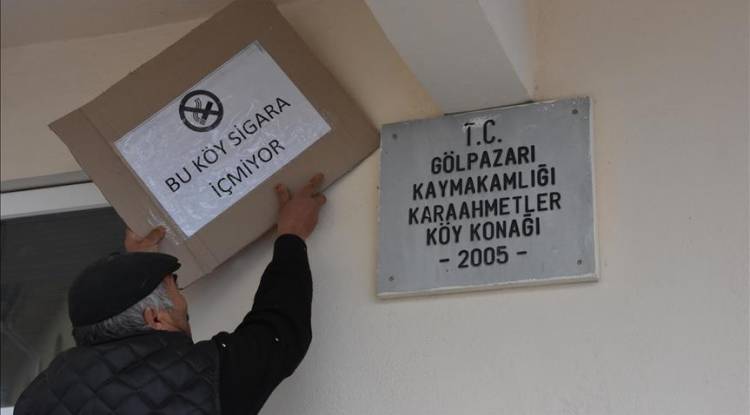 BU KÖY SİGARA
İÇMİYOR
T.C.
GÖLPAZARI
KAYMAKAMLIĞI
KARAAHMETLER
KÖY KONAĞI
- 2005 -